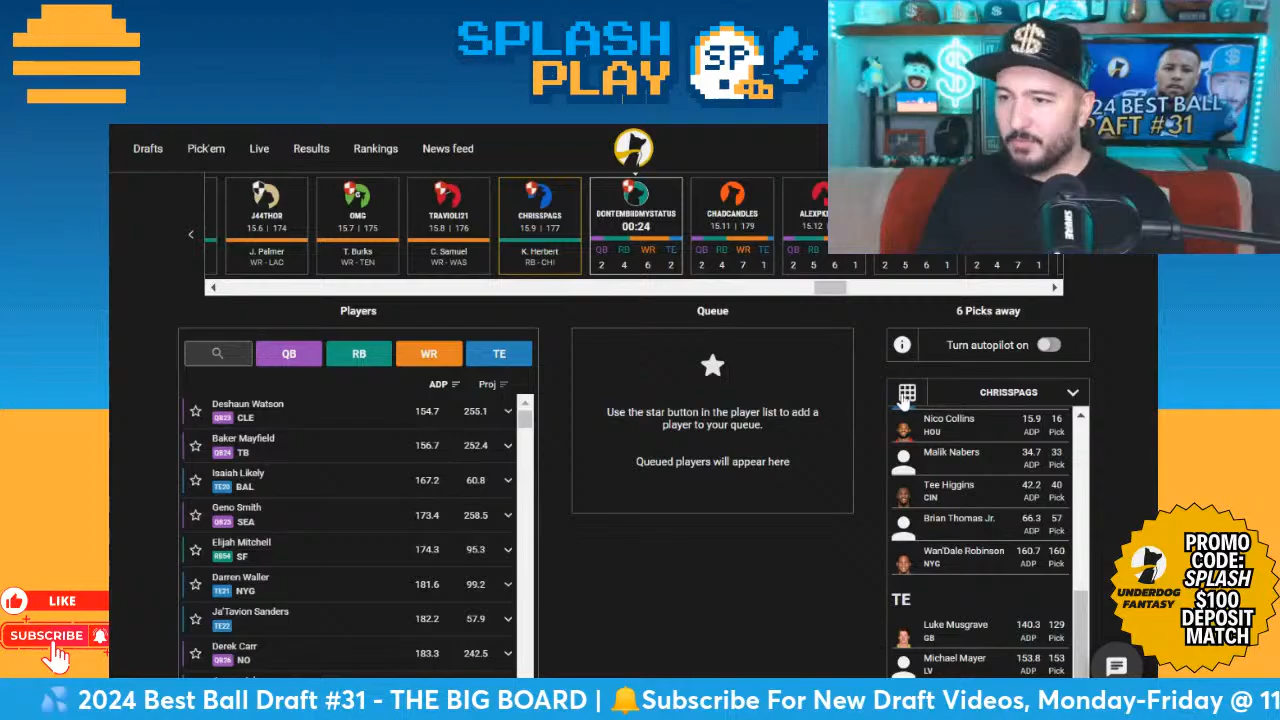 SPLASH
PLAY
SP
$
$
24 BEST BALL
AFT #31
SHURE
Drafts
Pick'em
Live
Results
Rankings
News feed
J44THOR
15.6 | 174
J. Palmer
WR - LAC
OMG
15.7 | 175
T. Burks
WR - TEN
TRAVIOLI21
15.8 | 176
C. Samuel
WR - WAS
CHRISSPAGS
15.9 | 177
K. Herbert
RB - CHI
DONTEMBIIDMYSTATUS
00:24
QB RB WR TE
2 4 6 2
CHADCANDLES
15.11 | 179
QB RB WR TE
2 4 7 1
ALEXPK
15.12
QB RB WR TE
2 5 6 1
2 5 6 1
2 4 7 1
Players
QB
RB
WR
TE
ADP Proj
Deshaun Watson
QB23 CLE
154.7 255.1
Baker Mayfield
QB24 TB
156.7 252.4
Isaiah Likely
TE20 BAL
167.2 60.8
Geno Smith
QB25 SEA
173.4 258.5
Elijah Mitchell
RB54 SF
174.3 95.3
Darren Waller
TE21 NYG
181.6 99.2
Ja'Tavion Sanders
TE22
182.2 57.9
Derek Carr
QB26 NO
183.3 242.5
Queue
Use the star button in the player list to add a
player to your queue.
Queued players will appear here
6 Picks away
Turn autopilot on
CHRISSPAGS
Nico Collins 15.9 16
HOU ADP Pick
Malik Nabers 34.7 33
ADP Pick
Tee Higgins 42.2 40
CIN ADP Pick
Brian Thomas Jr. 66.3 57
ADP Pick
Wan'Dale Robinson 160.7 160
NYG ADP Pick
TE
Luke Musgrave 140.3 129
GB ADP Pick
Michael Mayer 153.8 153
LV ADP Pick
LIKE
SUBSCRIBE
UNDERDOG
FANTASY
PROMO
CODE:
SPLASH
$100
DEPOSIT
MATCH
2024 Best Ball Draft #31 - THE BIG BOARD | Subscribe For New Draft Videos, Monday-Friday @ 11